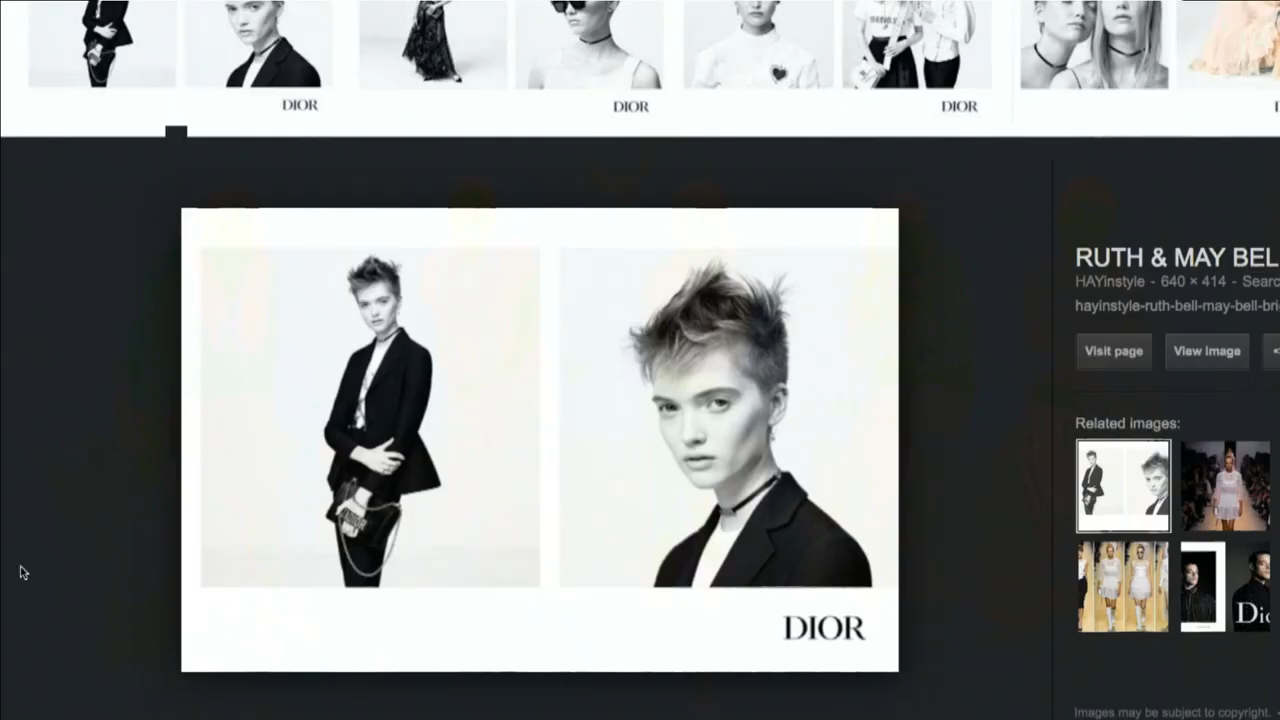 DIOR
DIOR
DIOR
DIOR
RUTH & MAY BEL
HAYinstyle - 640 × 414 - Searc
hayinstyle-ruth-bell-may-bell-bri
Visit page
View image
Related images:
Dio
Images may be subject to copyright.